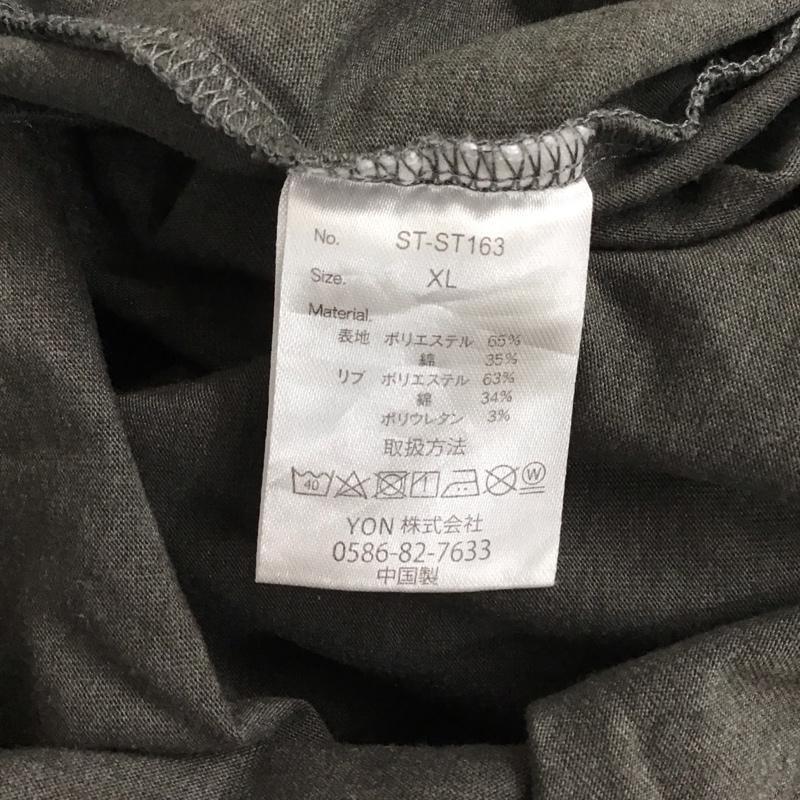 No. ST-ST163
Size. XL
Material.
表地 ポリエステル 65%
綿 35%
リブ ポリエステル 63%
綿 34%
ポリウレタン 3%
取扱方法
40 W
YON 株式会社
0586-82-7633
中国製